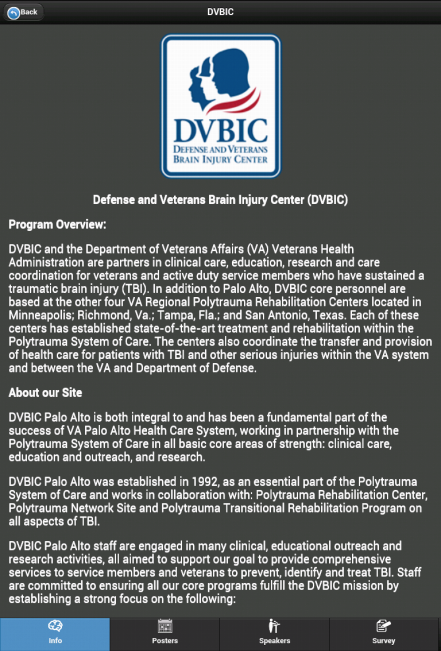 Back
DVBIC
DVBIC
DEFENSE AND VETERANS
BRAIN INJURY CENTER
Defense and Veterans Brain Injury Center (DVBIC)
Program Overview:
DVBIC and the Department of Veterans Affairs (VA) Veterans Health
Administration are partners in clinical care, education, research and care
coordination for veterans and active duty service members who have sustained a
traumatic brain injury (TBI). In addition to Palo Alto, DVBIC core personnel are
based at the other four VA Regional Polytrauma Rehabilitation Centers located in
Minneapolis; Richmond, Va.; Tampa, Fla.; and San Antonio, Texas. Each of these
centers has established state-of-the-art treatment and rehabilitation within the
Polytrauma System of Care. The centers also coordinate the transfer and provision
of health care for patients with TBI and other serious injuries within the VA system
and between the VA and Department of Defense.
About our Site
DVBIC Palo Alto is both integral to and has been a fundamental part of the
success of VA Palo Alto Health Care System, working in partnership with the
Polytrauma System of Care in all basic core areas of strength: clinical care,
education and outreach, and research.
DVBIC Palo Alto was established in 1992, as an essential part of the Polytrauma
System of Care and works in collaboration with: Polytrauma Rehabilitation Center,
Polytrauma Network Site and Polytrauma Transitional Rehabilitation Program on
all aspects of TBI.
DVBIC Palo Alto staff are engaged in many clinical, educational outreach and
research activities, all aimed to support our goal to provide comprehensive
services to service members and veterans to prevent, identify and treat TBI. Staff
are committed to ensuring all our core programs fulfill the DVBIC mission by
establishing a strong focus on the following:
Info
Posters
Speakers
Survey